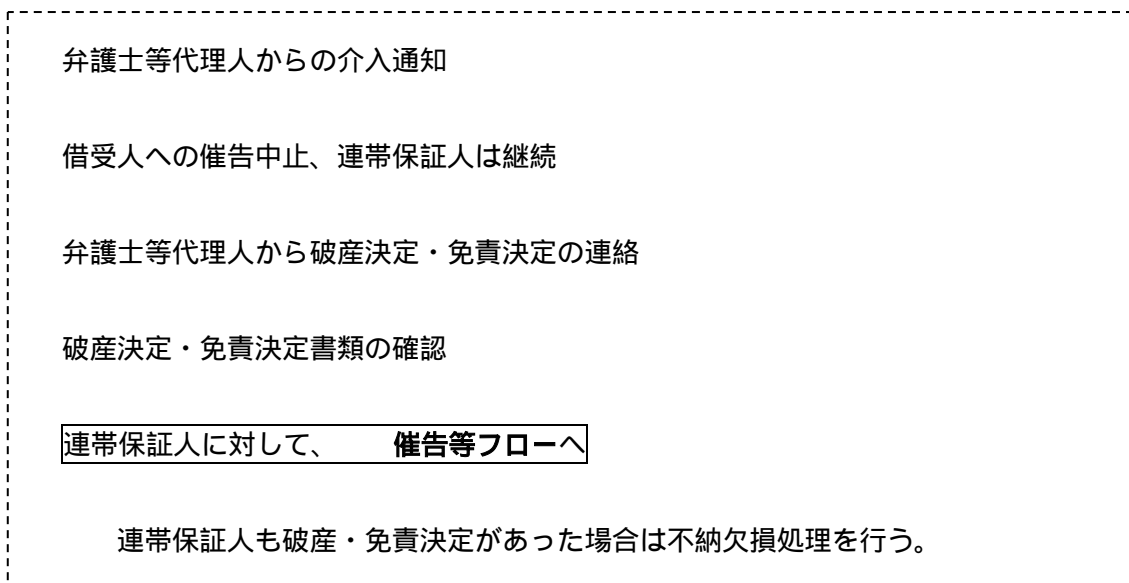 弁護士等代理人からの介入通知
借受人への催告中止、連帯保証人は継続
弁護士等代理人から破産決定・免責決定の連絡
破産決定・免責決定書類の確認
連帯保証人に対して、　　催告等フローへ
連帯保証人も破産・免責決定があった場合は不納欠損処理を行う。